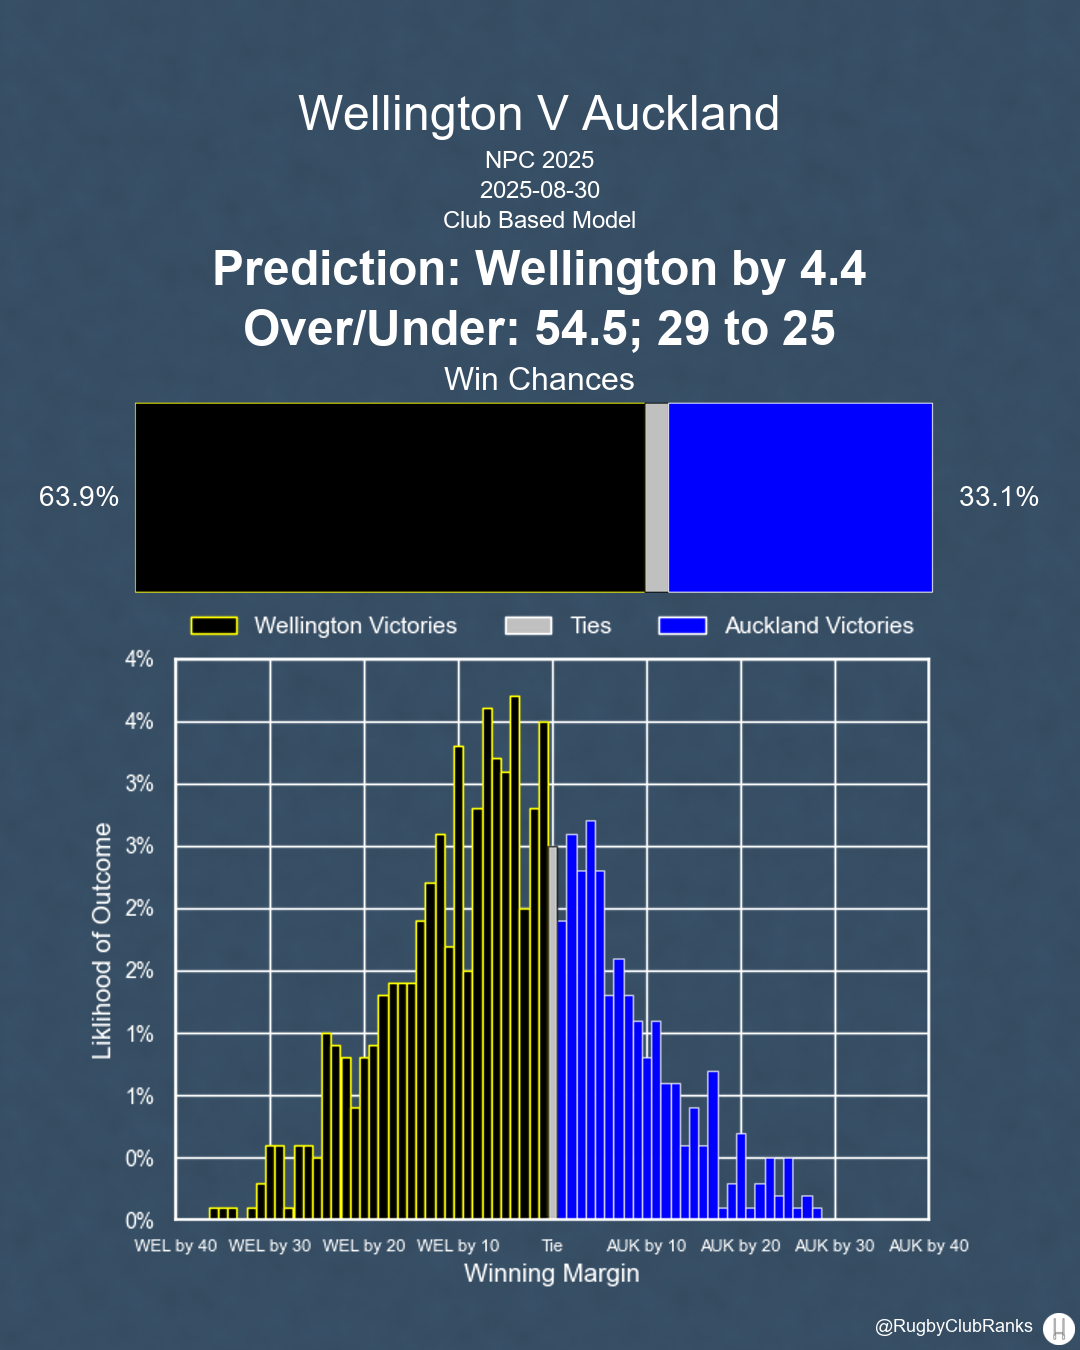 Wellington V Auckland
NPC 2025
2025-08-30
Club Based Model
Prediction: Wellington by 4.4
Over/Under: 54.5; 29 to 25
Win Chances
63.9%
33.1%
Wellington Victories
Ties
Auckland Victories
4%
4%
3%
3%
2%
2%
1%
1%
0%
0%
Liklihood of Outcome
WEL by 40
WEL by 30
WEL by 20
WEL by 10
Tie
AUK by 10
AUK by 20
AUK by 30
AUK by 40
Winning Margin
@RugbyClubRanks